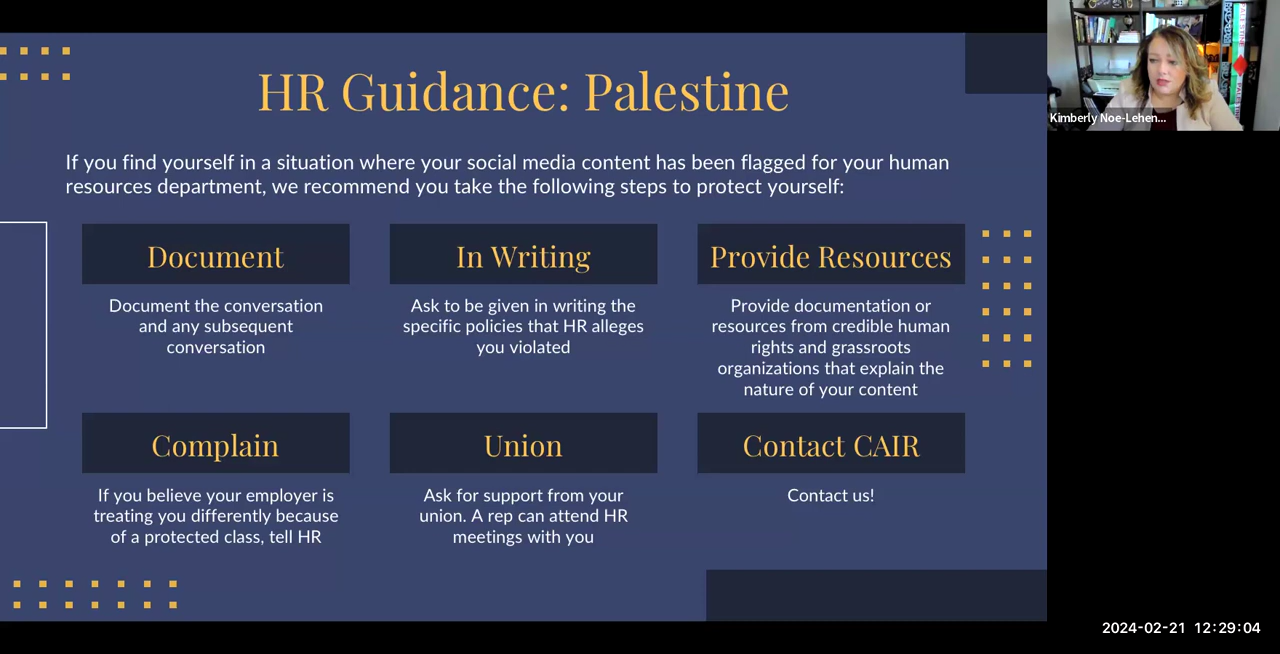 HR Guidance: Palestine
If you find yourself in a situation where your social media content has been flagged for your human
resources department, we recommend you take the following steps to protect yourself:
Document
Document the conversation
and any subsequent
conversation
In Writing
Ask to be given in writing the
specific policies that HR alleges
you violated
Provide Resources
Provide documentation or
resources from credible human
rights and grassroots
organizations that explain the
nature of your content
Complain
If you believe your employer is
treating you differently because
of a protected class, tell HR
Union
Ask for support from your
union. A rep can attend HR
meetings with you
Contact CAIR
Contact us!
Kimberly Noe-Lehen...
2024-02-21 12:29:04